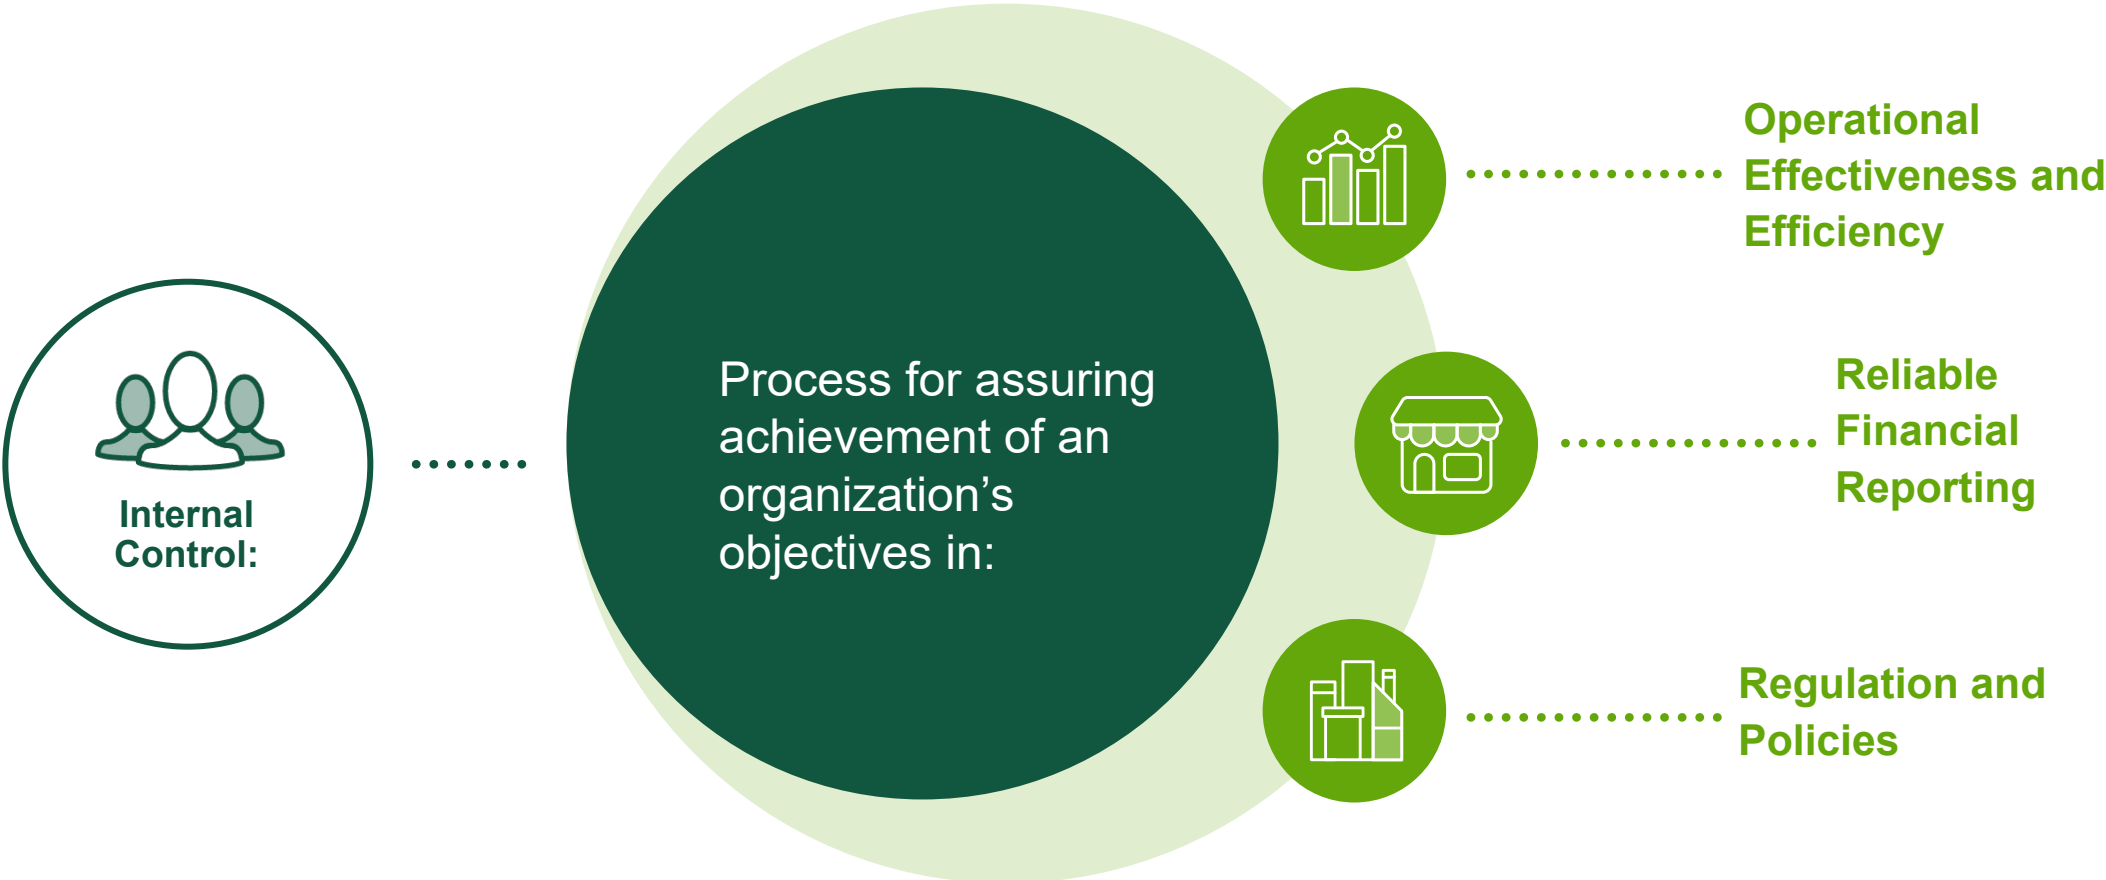 Internal
Control:
Process for assuring
achievement of an
organization’s
objectives in:
Operational
Effectiveness and
Efficiency
Reliable
Financial
Reporting
Regulation and
Policies